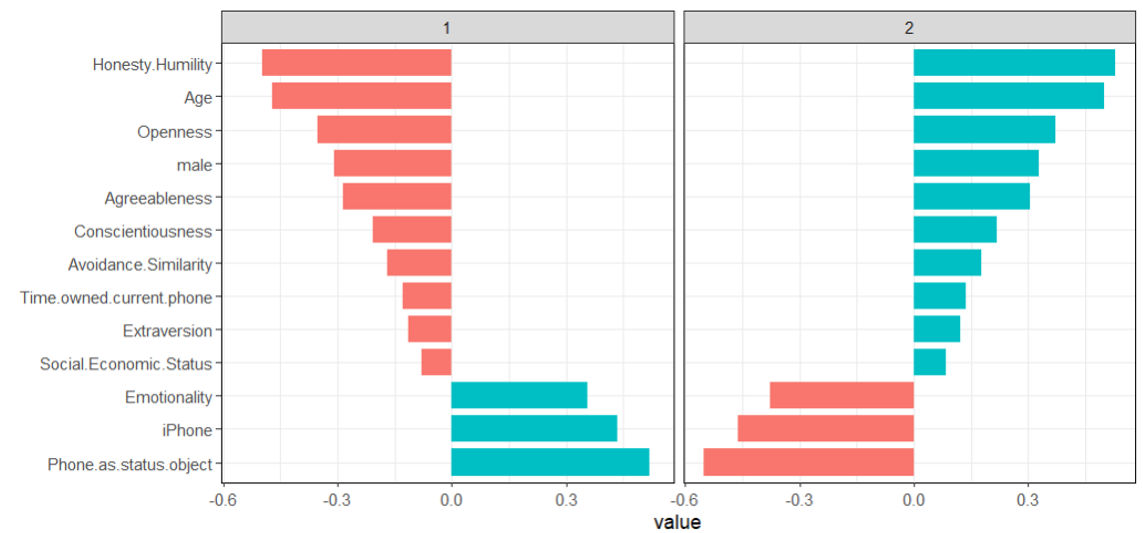 1
2
Honesty.Humility
Age
Openness
male
Agreeableness
Conscientiousness
Avoidance.Similarity
Time.owned.current.phone
Extraversion
Social.Economic.Status
Emotionality
iPhone
Phone.as.status.object
-0.6 -0.3 0.0 0.3 -0.6 -0.3 0.0 0.3
value